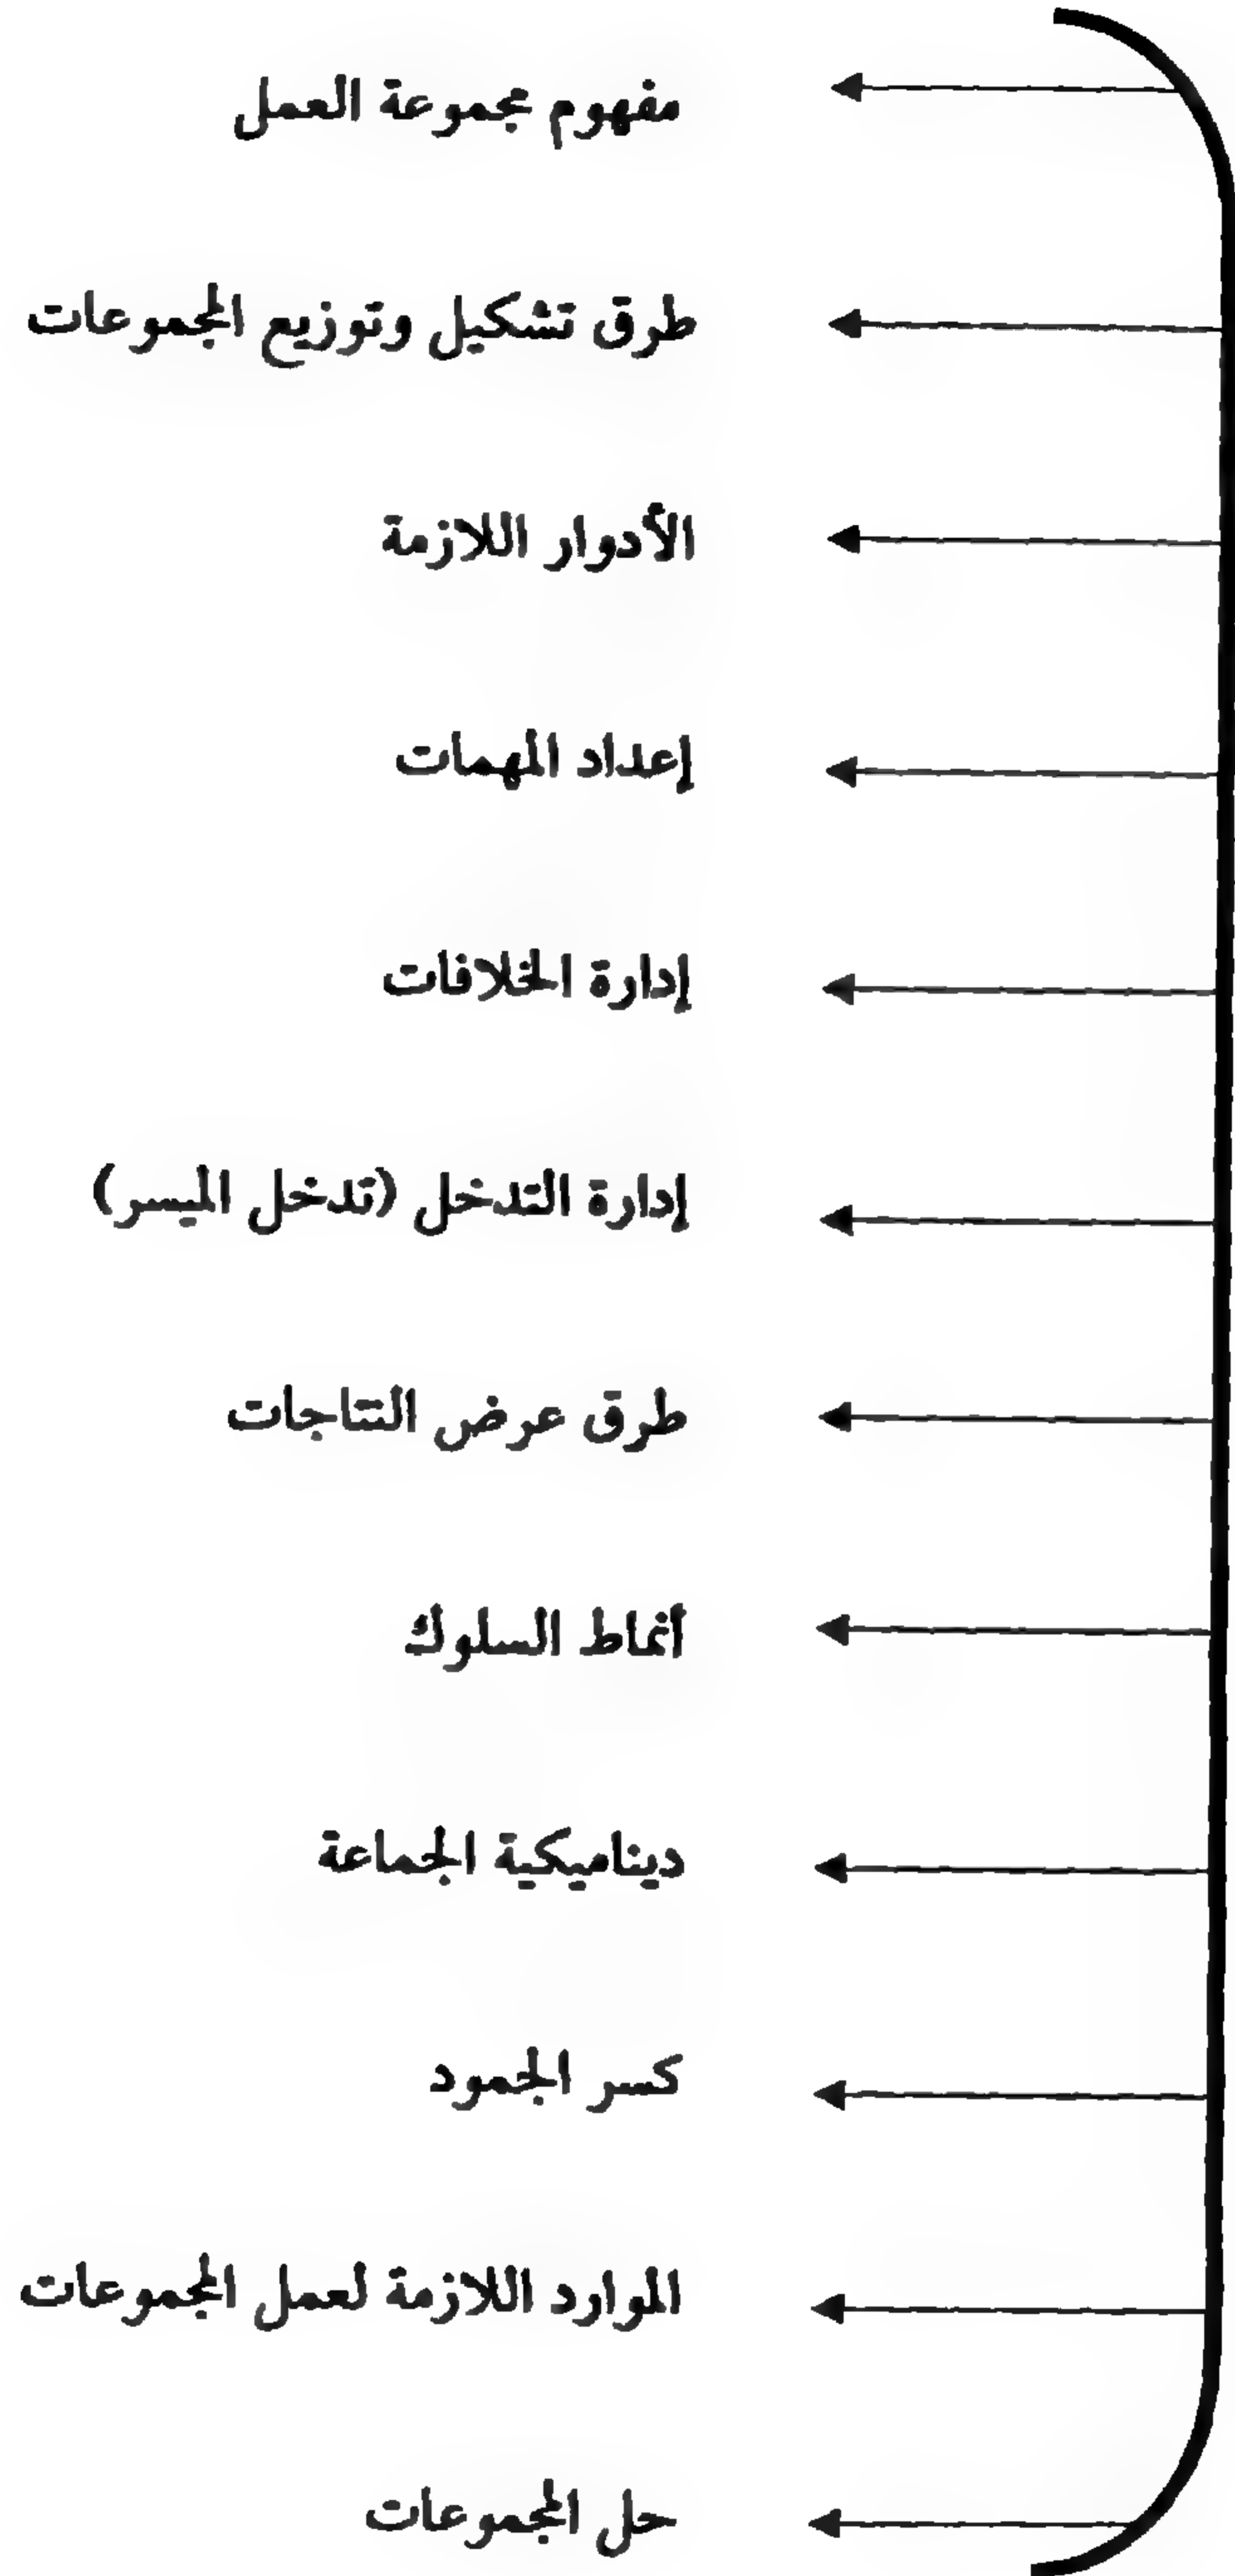 مفهوم مجموعة العمل
طرق تشكيل وتوزيع المجموعات
الأدوار اللازمة
إعداد المهمات
إدارة الخلافات
إدارة التدخل (تدخل الميسر)
طرق عرض النتاجات
أنماط السلوك
ديناميكية الجماعة
كسر الجمود
الموارد اللازمة لعمل المجموعات
حل المجموعات